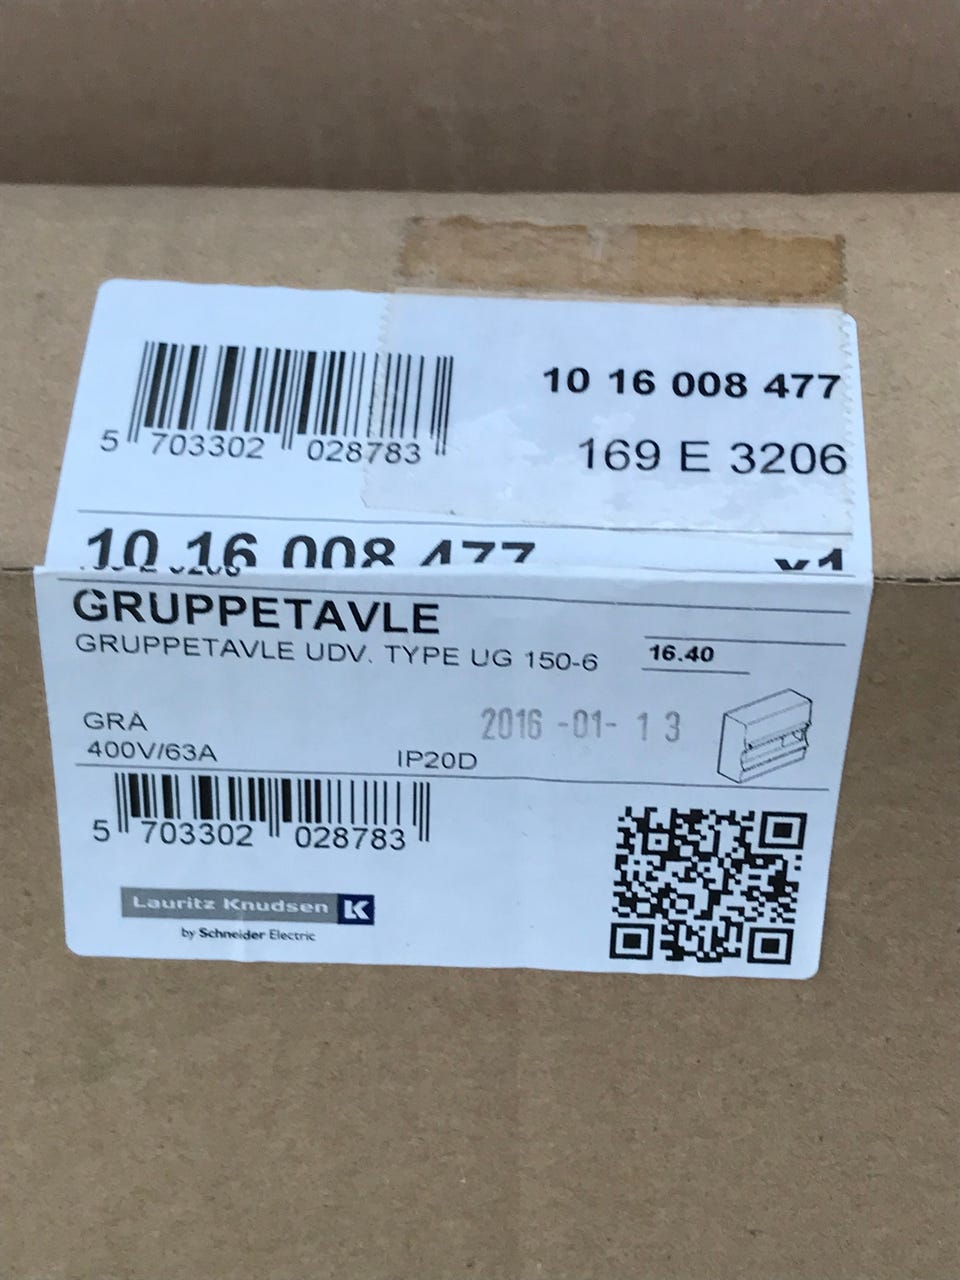 10 16 008 477
169 E 3206
5 703302 028783
10 16 008 477 x1
GRUPPETAVLE
GRUPPETAVLE UDV. TYPE UG 150-6
16.40
GRÅ
2016 -01- 13
400V/63A
IP20D
5 703302 028783
Lauritz Knudsen
by Schneider Electric